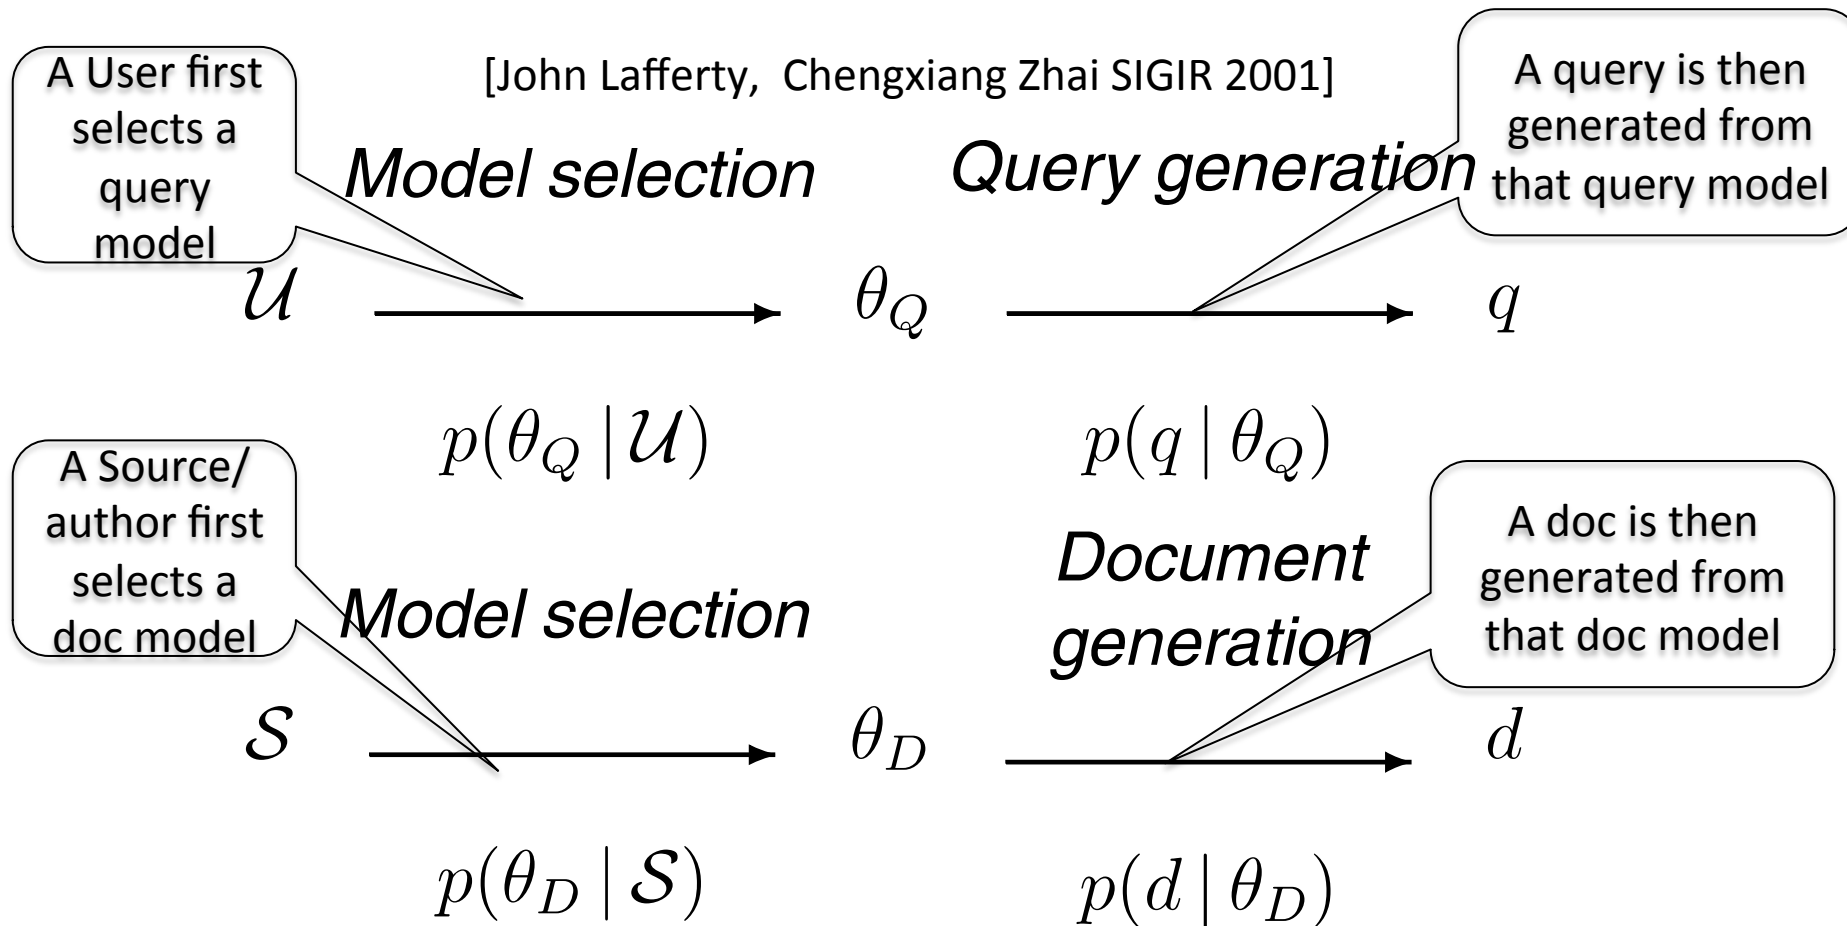 [John Lafferty,  Chengxiang Zhai SIGIR 2001]
A User first
selects a
query
model
Model selection
Query generation
A query is then
generated from
that query model
𝒰
θ_Q
q
p(θ_Q | 𝒰)
p(q | θ_Q)
A Source/
author first
selects a
doc model
Model selection
Document
generation
A doc is then
generated from
that doc model
𝒮
θ_D
d
p(θ_D | 𝒮)
p(d | θ_D)